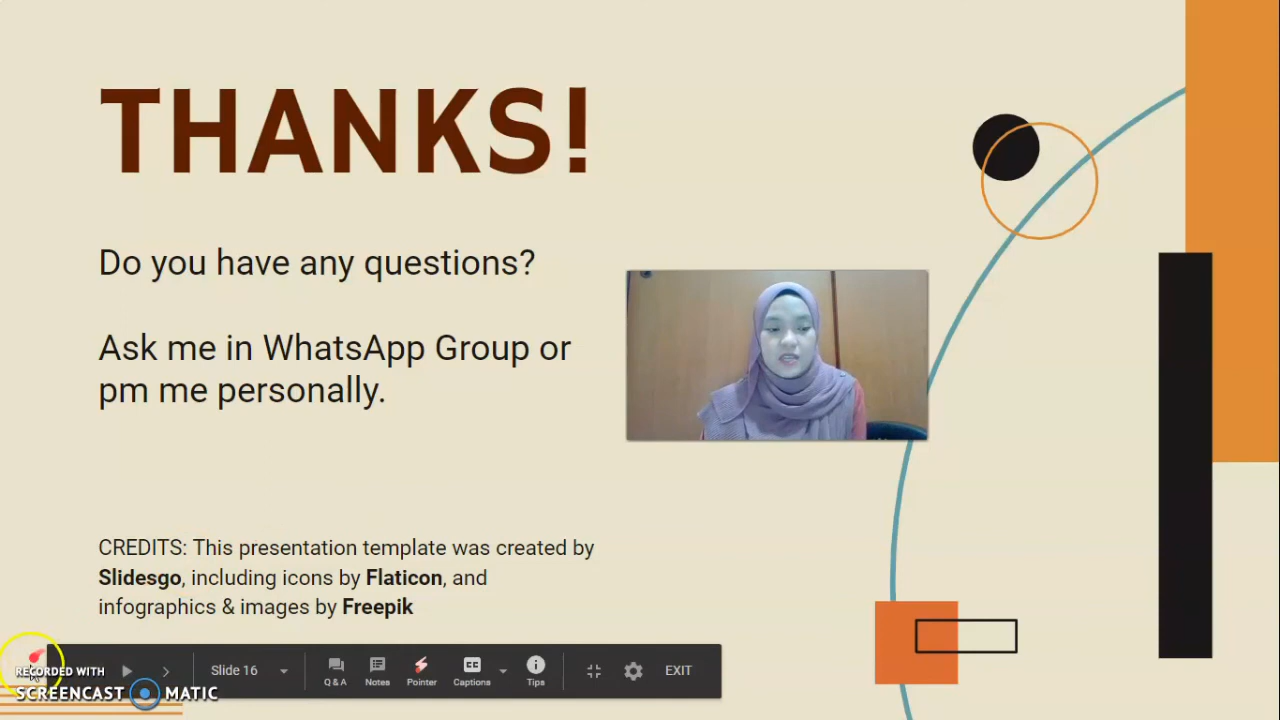 THANKS!
Do you have any questions?
Ask me in WhatsApp Group or
pm me personally.
CREDITS: This presentation template was created by
Slidesgo, including icons by Flaticon, and
infographics & images by Freepik
RECORDED WITH
SCREENCAST MATIC
Slide 16
Q & A
Notes
Pointer
CC
Captions
Tips
EXIT